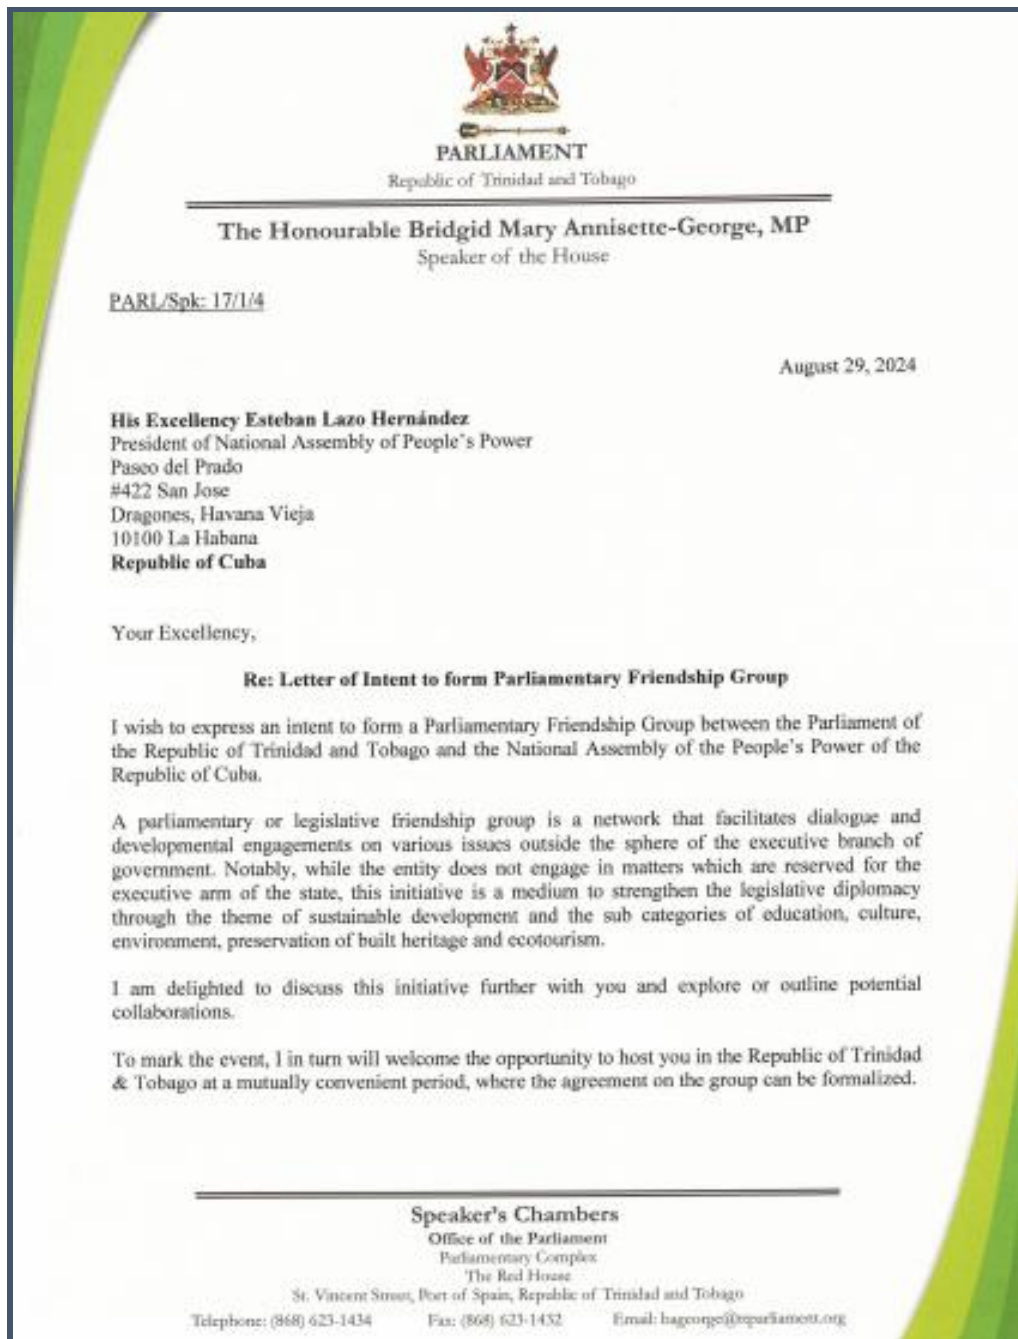 PARLIAMENT
Republic of Trinidad and Tobago
The Honourable Bridgid Mary Annisette-George, MP
Speaker of the House
PARL/Spk: 17/1/4
August 29, 2024
His Excellency Esteban Lazo Hernández
President of National Assembly of People's Power
Paseo del Prado
#422 San Jose
Dragones, Havana Vieja
10100 La Habana
Republic of Cuba
Your Excellency,
Re: Letter of Intent to form Parliamentary Friendship Group
I wish to express an intent to form a Parliamentary Friendship Group between the Parliament of
the Republic of Trinidad and Tobago and the National Assembly of the People's Power of the
Republic of Cuba.
A parliamentary or legislative friendship group is a network that facilitates dialogue and
developmental engagements on various issues outside the sphere of the executive branch of
government. Notably, while the entity does not engage in matters which are reserved for the
executive arm of the state, this initiative is a medium to strengthen the legislative diplomacy
through the theme of sustainable development and the sub categories of education, culture,
environment, preservation of built heritage and ecotourism.
I am delighted to discuss this initiative further with you and explore or outline potential
collaborations.
To mark the event, I in turn will welcome the opportunity to host you in the Republic of Trinidad
& Tobago at a mutually convenient period, where the agreement on the group can be formalized.
Speaker's Chambers
Office of the Parliament
Parliamentary Complex
The Red House
St. Vincent Street, Port of Spain, Republic of Trinidad and Tobago
Telephone: (868) 623-1434 Fax: (868) 623-1432 Email: